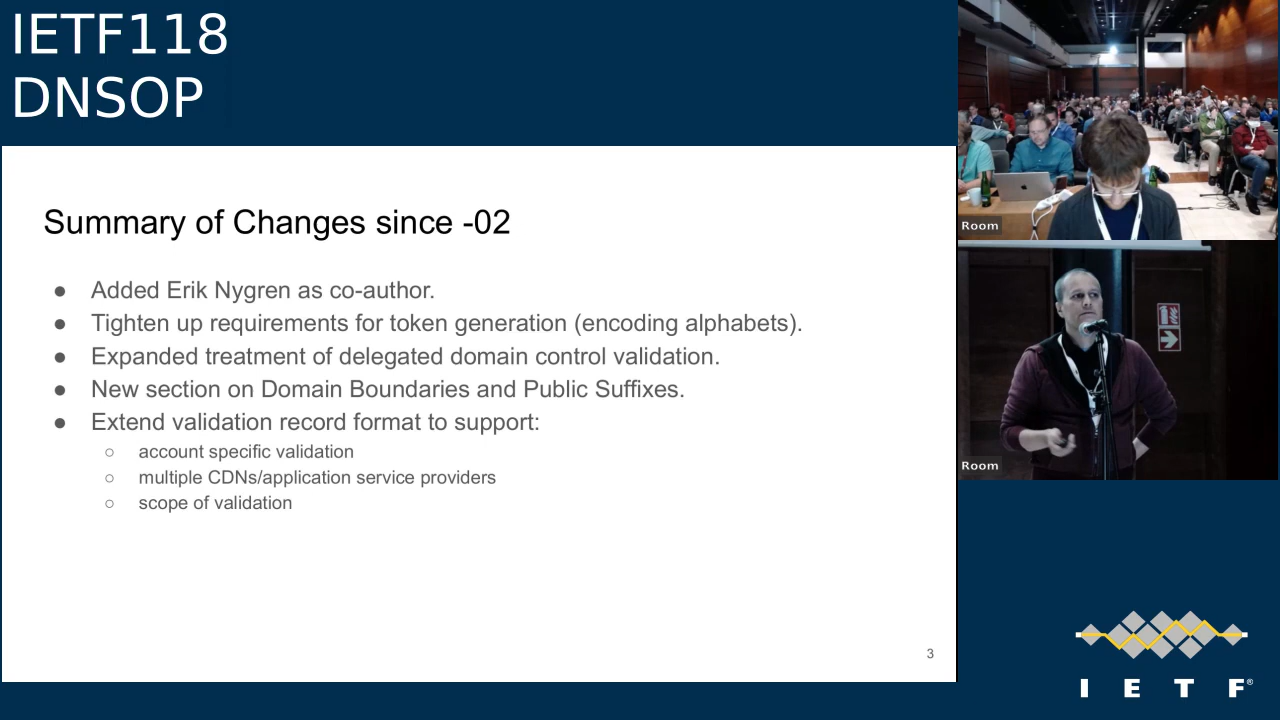 IETF118
DNSOP
Summary of Changes since -02
● Added Erik Nygren as co-author.
● Tighten up requirements for token generation (encoding alphabets).
● Expanded treatment of delegated domain control validation.
● New section on Domain Boundaries and Public Suffixes.
● Extend validation record format to support:
○ account specific validation
○ multiple CDNs/application service providers
○ scope of validation
3
Room
Room
I E T F®